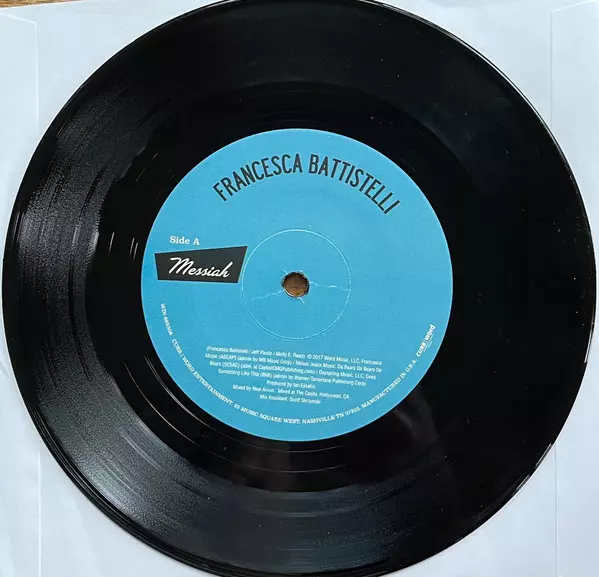 FRANCESCA BATTISTELLI
Side A
Messiah
(Francesca Battistelli / Jeff Pardo / Molly E. Reed) © 2017 Word Music, LLC, Francesca
Music (ASCAP) (admin by WB Music Corp) / Meaux Jeaux Music, Da Bears Da Bears Da
Bears (SESAC) (adm. at CapitolCMGPublishing.com) / Dayspring Music, LLC, Goes
Something Like This (BMI) (admin by Warner-Tamerlane Publishing Corp)
Produced by Ian Eskelin.
Mixed by Neal Avron. Mixed at The Casita, Hollywood, CA
Mix Assistant: Scott Skrzynski
CURB | WORD ENTERTAINMENT, 25 MUSIC SQUARE WEST, NASHVILLE TN 37203. MANUFACTURED IN U.S.A. CURB|WORD